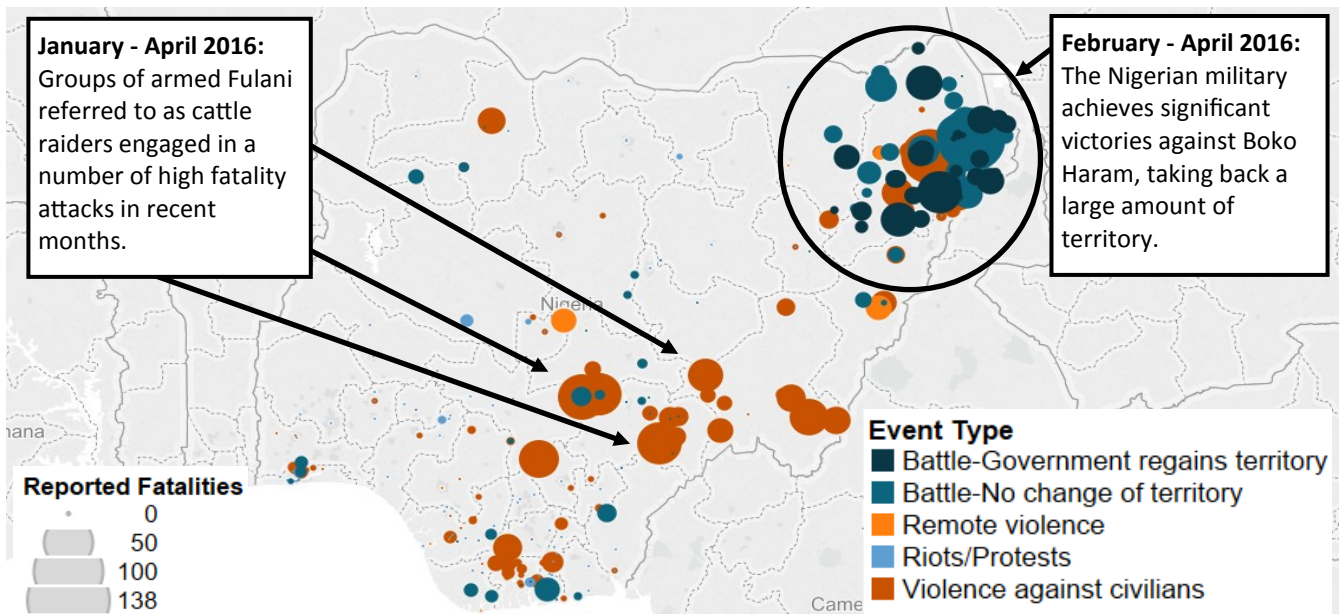 January - April 2016:
Groups of armed Fulani
referred to as cattle
raiders engaged in a
number of high fatality
attacks in recent
months.
February - April 2016:
The Nigerian military
achieves significant
victories against Boko
Haram, taking back a
large amount of
territory.
Nigeria
nana
Reported Fatalities
0
50
100
138
Came
Event Type
Battle-Government regains territory
Battle-No change of territory
Remote violence
Riots/Protests
Violence against civilians